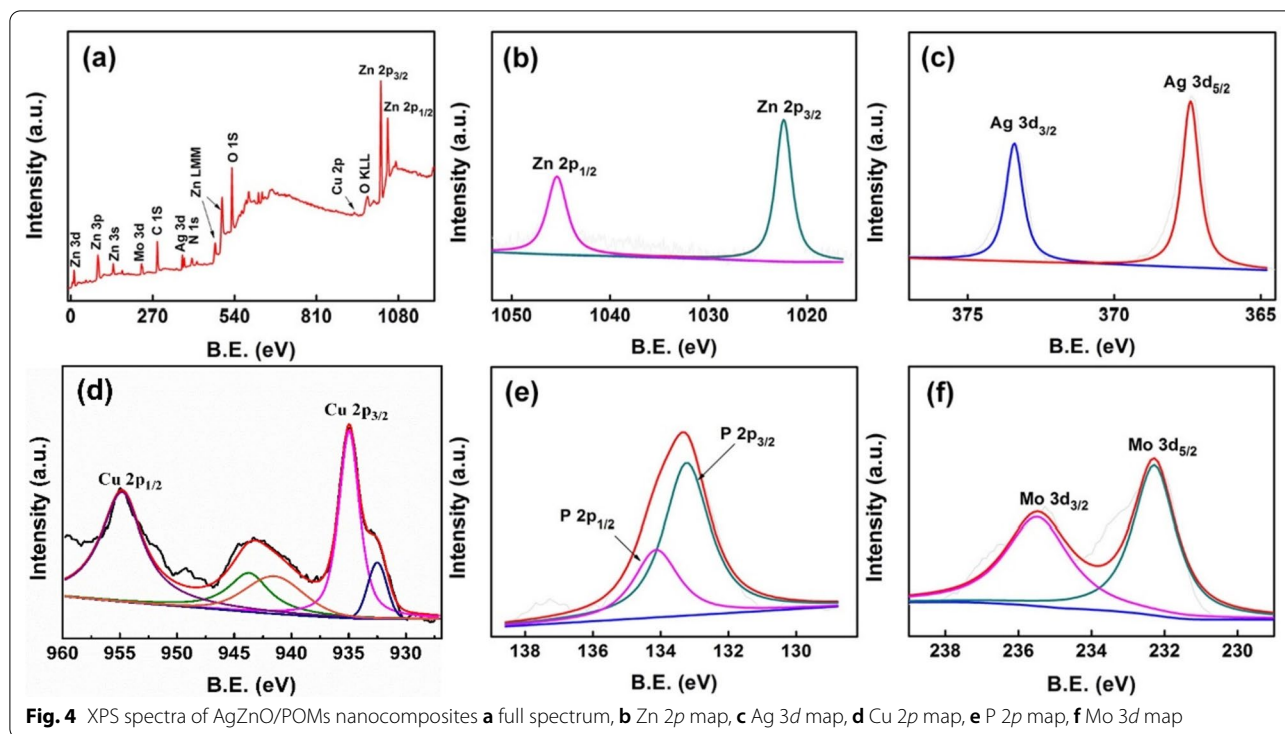 (a)
Zn 2p3/2
Zn 2p1/2
Zn 3d
Zn 3p
Zn 3s
Mo 3d
C 1S
Ag 3d
N 1s
Zn LMM
O 1S
Cu 2p
O KLL
Intensity (a.u.)
0 270 540 810 1080
B.E. (eV)
(b)
Zn 2p3/2
Zn 2p1/2
Intensity (a.u.)
1050 1040 1030 1020
B.E. (eV)
(c)
Ag 3d5/2
Ag 3d3/2
Intensity (a.u.)
375 370 365
B.E. (eV)
(d)
Cu 2p3/2
Cu 2p1/2
Intensity (a.u.)
960 955 950 945 940 935 930
B.E. (eV)
(e)
P 2p3/2
P 2p1/2
Intensity (a.u.)
138 136 134 132 130
B.E. (eV)
(f)
Mo 3d5/2
Mo 3d3/2
Intensity (a.u.)
238 236 234 232 230
B.E. (eV)
Fig. 4 XPS spectra of AgZnO/POMs nanocomposites a full spectrum, b Zn 2p map, c Ag 3d map, d Cu 2p map, e P 2p map, f Mo 3d map